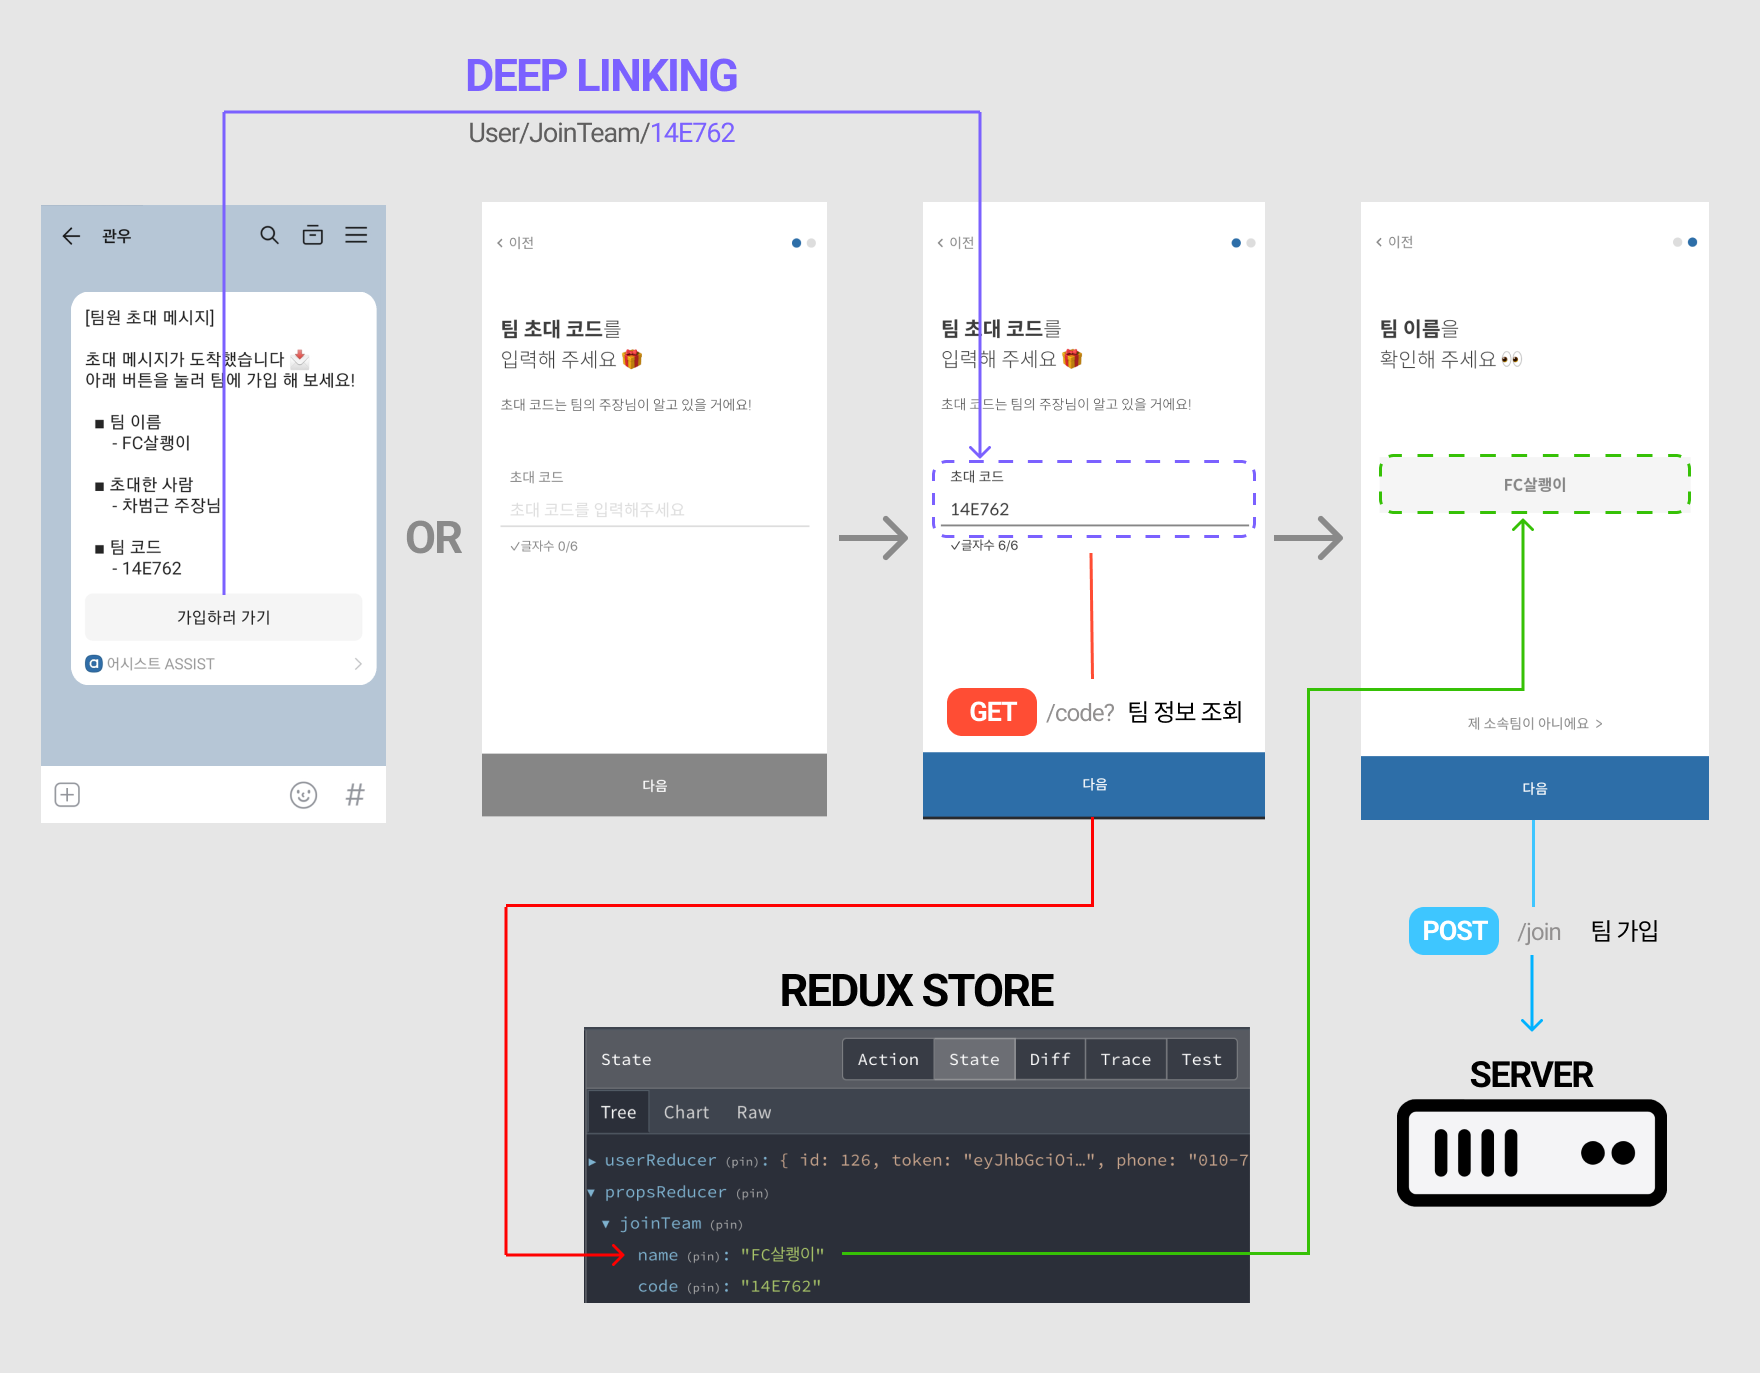 DEEP LINKING
User/JoinTeam/14E762
관우
[팀원 초대 메시지]
초대 메시지가 도착했습니다 📩
아래 버튼을 눌러 팀에 가입 해 보세요!
■ 팀 이름
- FC살쾡이
■ 초대한 사람
- 차범근 주장님
■ 팀 코드
- 14E762
가입하러 가기
어시스트 ASSIST
#
OR
< 이전
팀 초대 코드를
입력해 주세요 🎁
초대 코드는 팀의 주장님이 알고 있을 거에요!
초대 코드
초대 코드를 입력해주세요
✓글자수 0/6
다음
< 이전
팀 초대 코드를
입력해 주세요 🎁
초대 코드는 팀의 주장님이 알고 있을 거에요!
초대 코드
14E762
✓글자수 6/6
GET /code? 팀 정보 조회
다음
< 이전
팀 이름을
확인해 주세요 👀
FC살쾡이
제 소속팀이 아니에요 >
다음
POST /join 팀 가입
SERVER
REDUX STORE
State Action State Diff Trace Test
Tree Chart Raw
▶ userReducer (pin): { id: 126, token: "eyJhbGciOi…", phone: "010-7
▼ propsReducer (pin)
▼ joinTeam (pin)
name (pin): "FC살쾡이"
code (pin): "14E762"